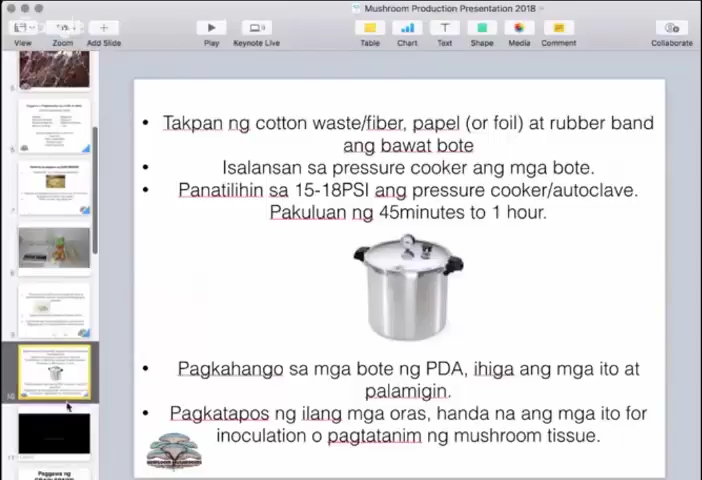 Mushroom Production Presentation 2018
View Zoom Add Slide Play Keynote Live Table Chart Text Shape Media Comment Collaborate
• Takpan ng cotton waste/fiber, papel (or foil) at rubber band
ang bawat bote
• Isalansan sa pressure cooker ang mga bote.
• Panatilihin sa 15-18PSI ang pressure cooker/autoclave.
Pakuluan ng 45minutes to 1 hour.
• Pagkahango sa mga bote ng PDA, ihiga ang mga ito at
palamigin.
• Pagkatapos ng ilang mga oras, handa na ang mga ito for
inoculation o pagtatanim ng mushroom tissue.
Paggawa ng